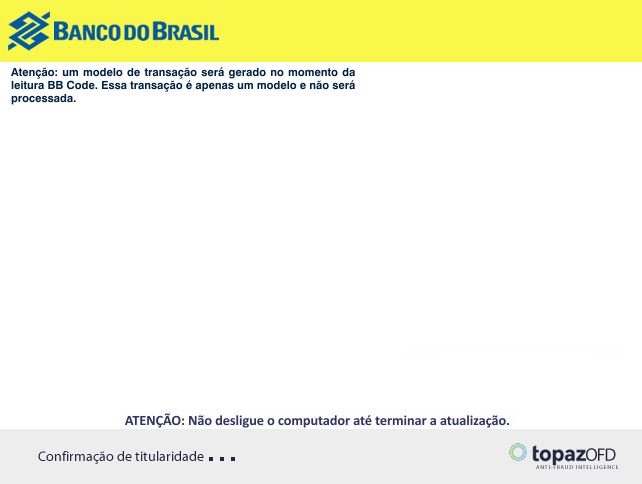 BANCO DO BRASIL
Atenção: um modelo de transação será gerado no momento da
leitura BB Code. Essa transação é apenas um modelo e não será
processada.
ATENÇÃO: Não desligue o computador até terminar a atualização.
Confirmação de titularidade ...
topazOFD
ANTI-FRAUD INTELLIGENCE